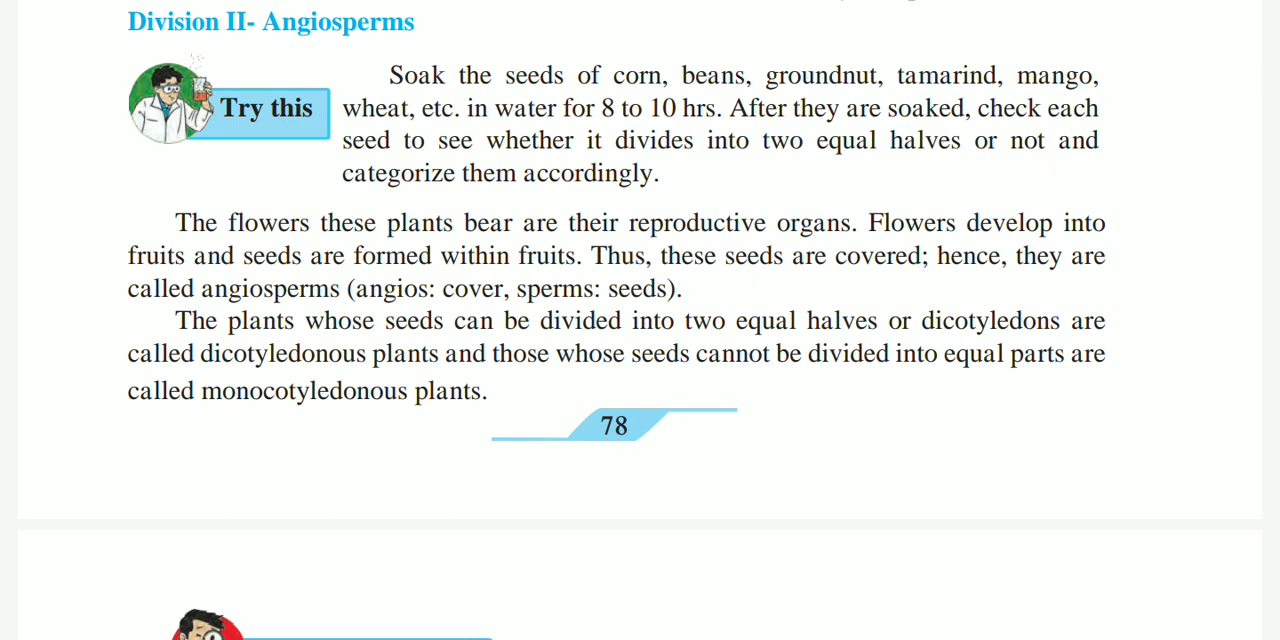 Division II- Angiosperms
Soak the seeds of corn, beans, groundnut, tamarind, mango,
Try this
wheat, etc. in water for 8 to 10 hrs. After they are soaked, check each
seed to see whether it divides into two equal halves or not and
categorize them accordingly.
The flowers these plants bear are their reproductive organs. Flowers develop into
fruits and seeds are formed within fruits. Thus, these seeds are covered; hence, they are
called angiosperms (angios: cover, sperms: seeds).
The plants whose seeds can be divided into two equal halves or dicotyledons are
called dicotyledonous plants and those whose seeds cannot be divided into equal parts are
called monocotyledonous plants.
78